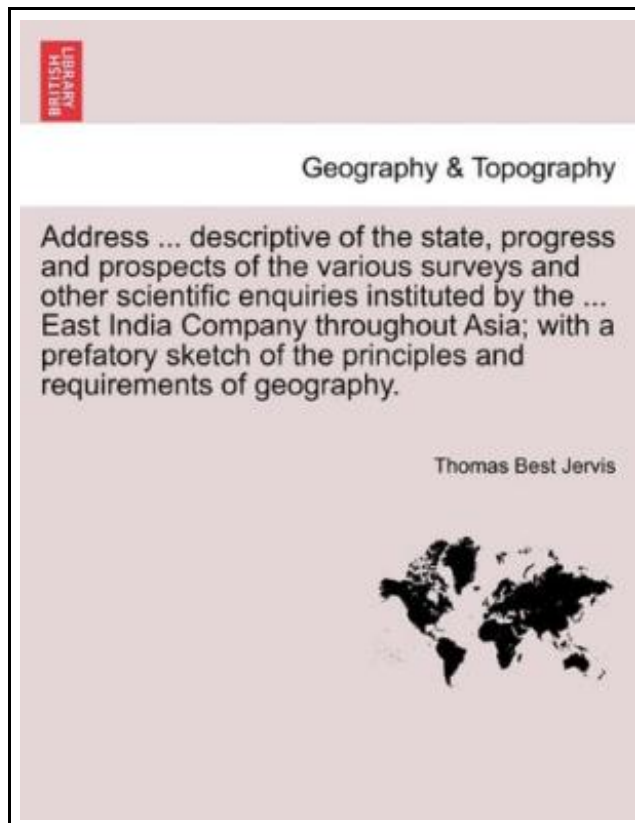 BRITISH
LIBRARY
Geography & Topography
Address ... descriptive of the state, progress
and prospects of the various surveys and
other scientific enquiries instituted by the ...
East India Company throughout Asia; with a
prefatory sketch of the principles and
requirements of geography.
Thomas Best Jervis